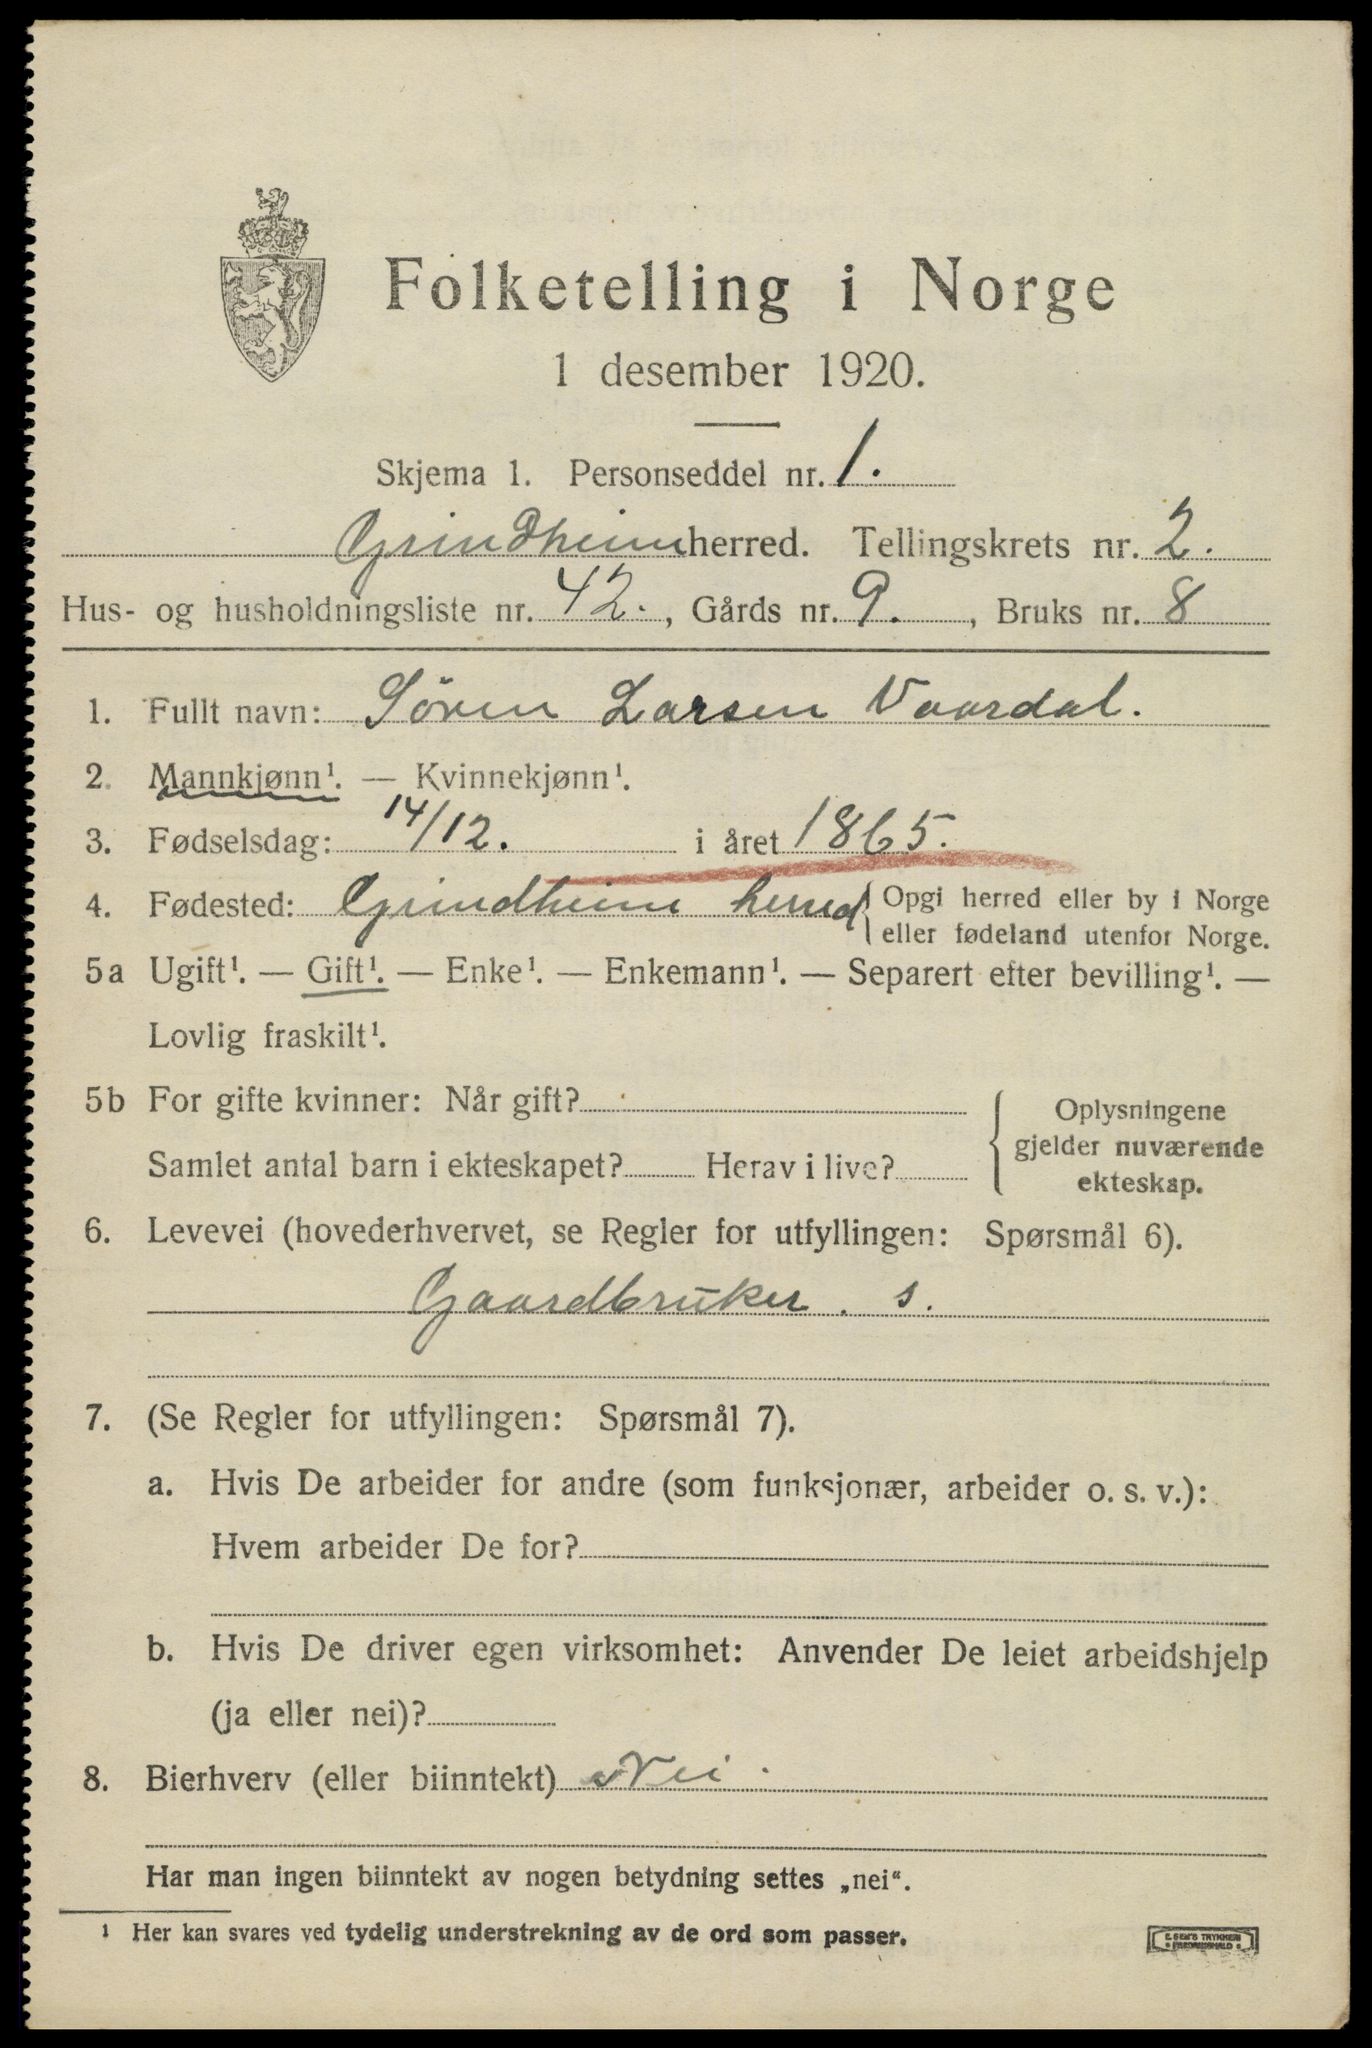 Folketelling i Norge
1 desember 1920.
Skjema 1. Personseddel nr. 1.
Grindheim herred. Tellingskrets nr. 2.
Hus- og husholdningsliste nr. 42., Gårds nr. 9., Bruks nr. 8
1. Fullt navn: Sören Larsen Vaardal.
2. Mannkjønn¹. — Kvinnekjønn¹.
3. Fødselsdag: 14/12. i året 1865.
4. Fødested: Grindheim herred { Opgi herred eller by i Norge
eller fødeland utenfor Norge.
5a Ugift¹. — Gift¹. — Enke¹. — Enkemann¹. — Separert efter bevilling¹. —
Lovlig fraskilt¹.
5b For gifte kvinner: Når gift?
Samlet antal barn i ekteskapet? Herav i live?
{ Oplysningene
gjelder nuværende
ekteskap.
6. Levevei (hovederhvervet, se Regler for utfyllingen: Spørsmål 6).
Gaardbruker. s.
7. (Se Regler for utfyllingen: Spørsmål 7).
a. Hvis De arbeider for andre (som funksjonær, arbeider o. s. v.):
Hvem arbeider De for?
b. Hvis De driver egen virksomhet: Anvender De leiet arbeidshjelp
(ja eller nei)?
8. Bierhverv (eller biinntekt) Nei.
Har man ingen biinntekt av nogen betydning settes „nei“.
¹ Her kan svares ved tydelig understrekning av de ord som passer.